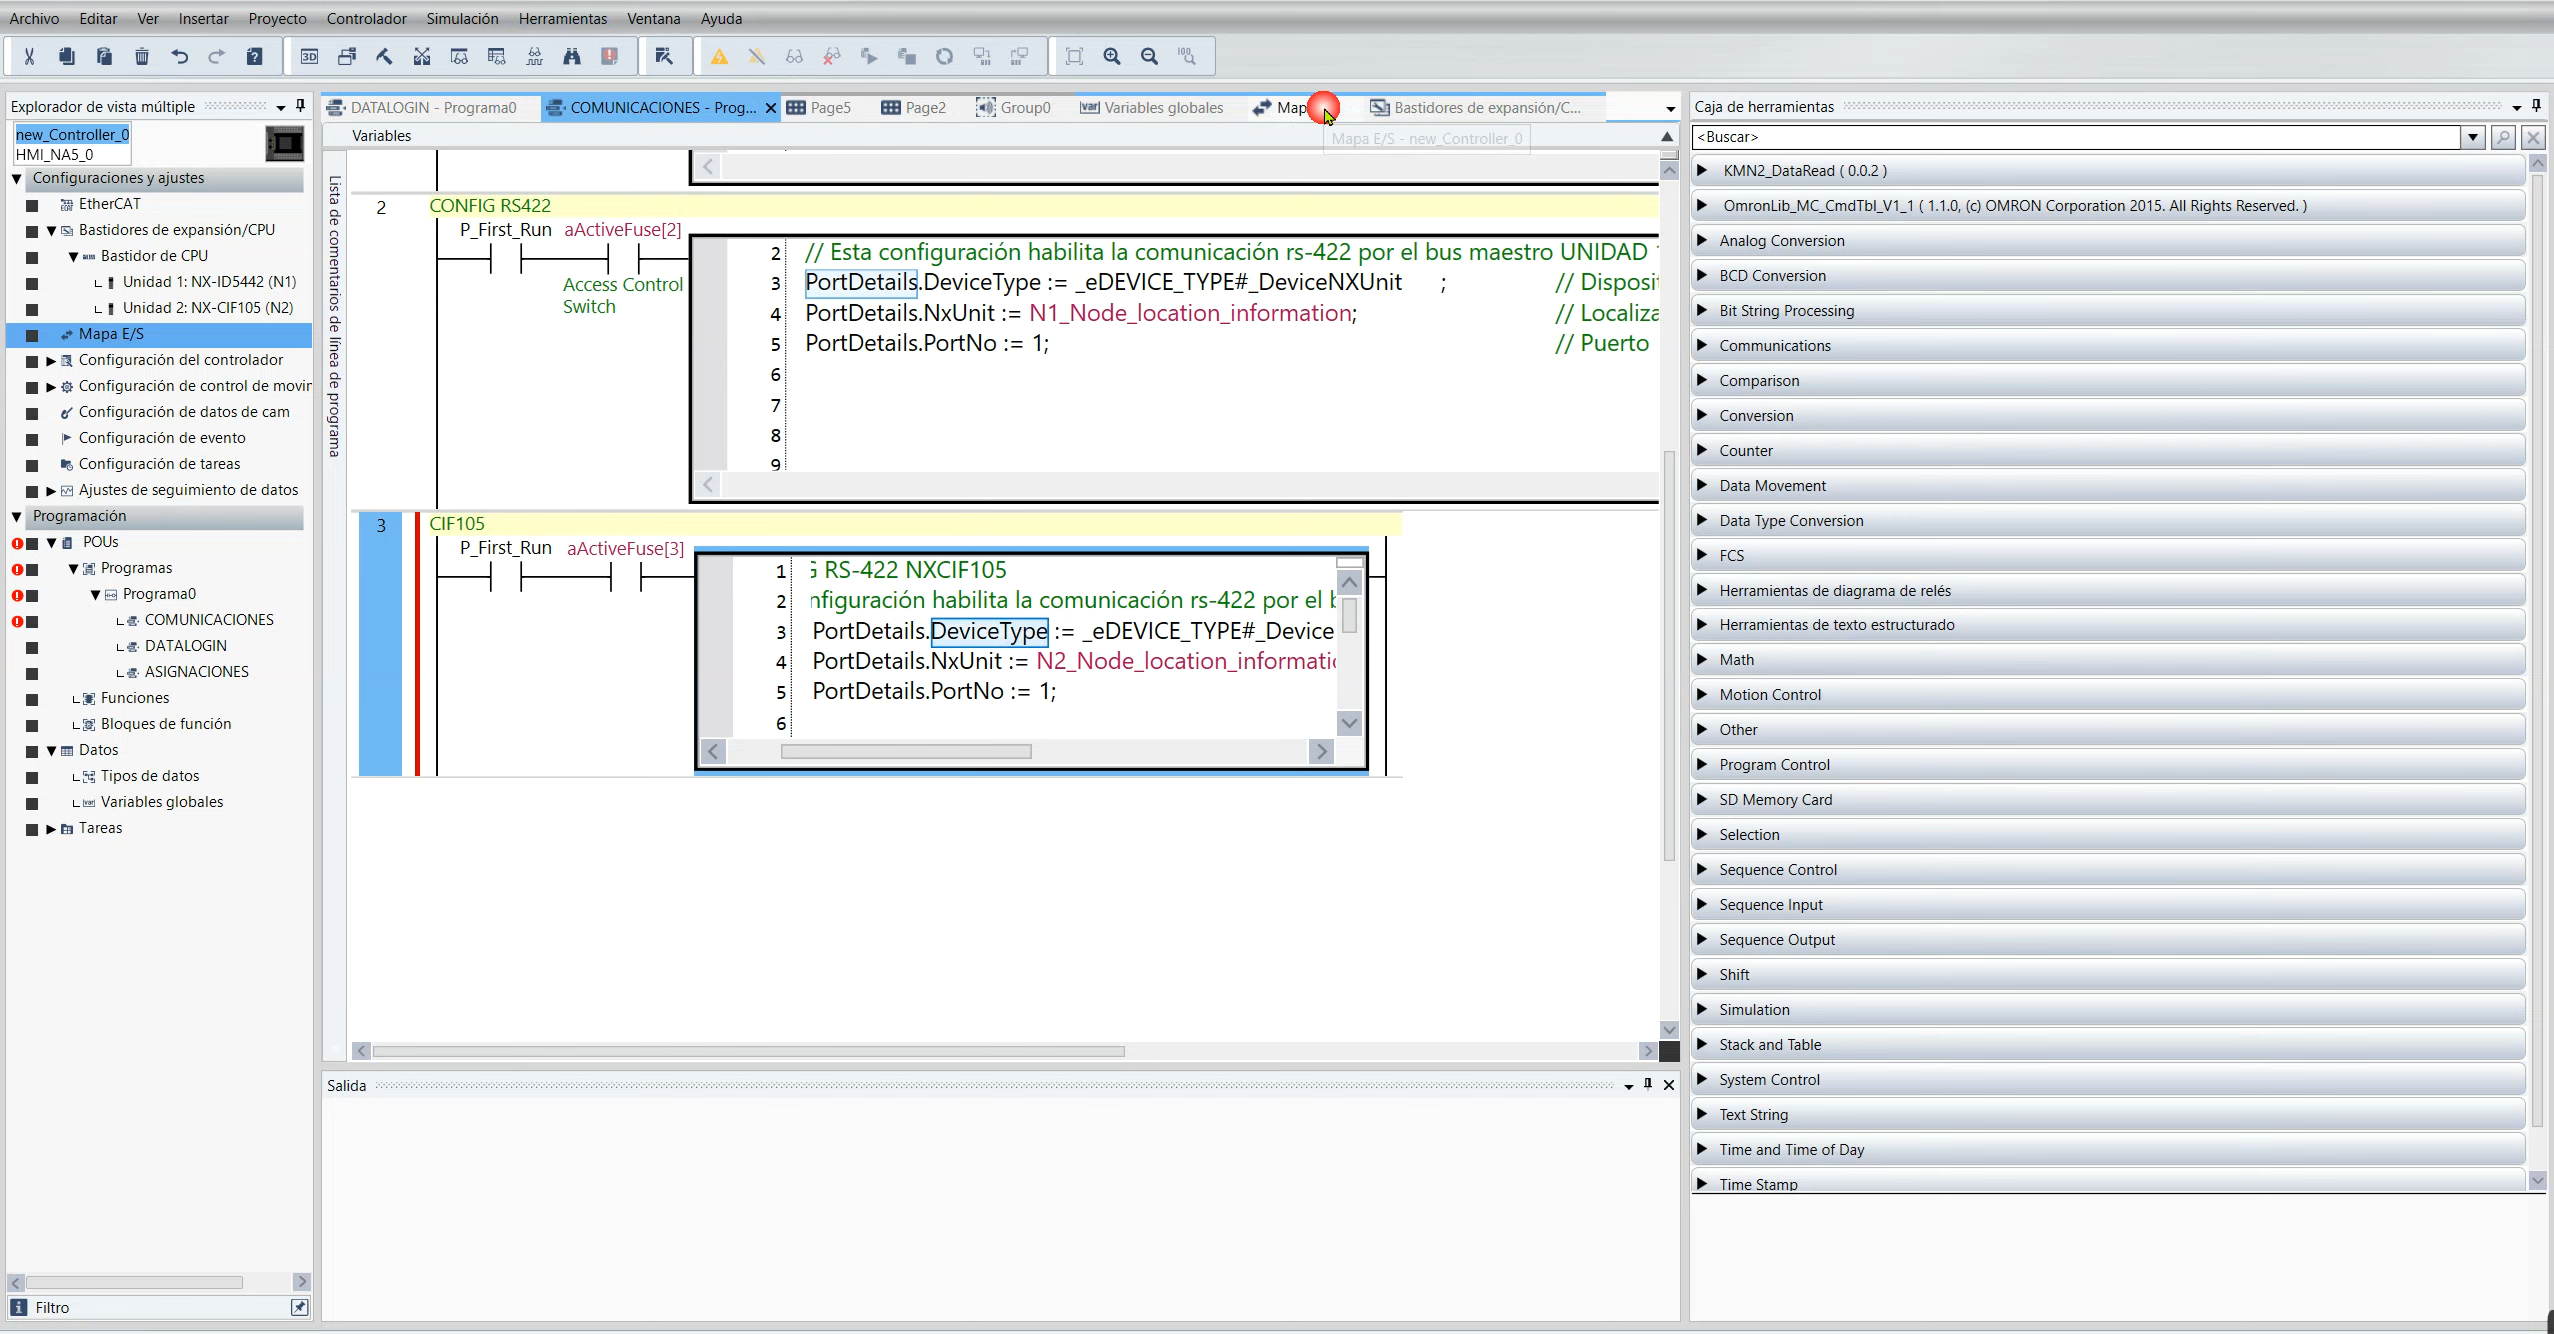 Archivo Editar Ver Insertar Proyecto Controlador Simulación Herramientas Ventana Ayuda
Explorador de vista múltiple
new_Controller_0
HMI_NA5_0
Configuraciones y ajustes
EtherCAT
Bastidores de expansión/CPU
Bastidor de CPU
Unidad 1: NX-ID5442 (N1)
Unidad 2: NX-CIF105 (N2)
Mapa E/S
Configuración del controlador
Configuración de control de movin
Configuración de datos de cam
Configuración de evento
Configuración de tareas
Ajustes de seguimiento de datos
Programación
POUs
Programas
Programa0
COMUNICACIONES
DATALOGIN
ASIGNACIONES
Funciones
Bloques de función
Datos
Tipos de datos
Variables globales
Tareas
Filtro
DATALOGIN - Programa0 COMUNICACIONES - Prog... Page5 Page2 Group0 Variables globales Map Bastidores de expansión/C...
Variables
Mapa E/S - new_Controller_0
Lista de comentarios de línea de programa
2 CONFIG RS422
P_First_Run aActiveFuse[2]
Access Control
Switch
2 // Esta configuración habilita la comunicación rs-422 por el bus maestro UNIDAD
3 PortDetails.DeviceType := _eDEVICE_TYPE#_DeviceNXUnit ; // Disposi
4 PortDetails.NxUnit := N1_Node_location_information; // Localiza
5 PortDetails.PortNo := 1; // Puerto
6
7
8
9
3 CIF105
P_First_Run aActiveFuse[3]
1 G RS-422 NXCIF105
2 nfiguración habilita la comunicación rs-422 por el b
3 PortDetails.DeviceType := _eDEVICE_TYPE#_Device
4 PortDetails.NxUnit := N2_Node_location_informatio
5 PortDetails.PortNo := 1;
6
Salida
Caja de herramientas
<Buscar>
KMN2_DataRead ( 0.0.2 )
OmronLib_MC_CmdTbl_V1_1 ( 1.1.0, (c) OMRON Corporation 2015. All Rights Reserved. )
Analog Conversion
BCD Conversion
Bit String Processing
Communications
Comparison
Conversion
Counter
Data Movement
Data Type Conversion
FCS
Herramientas de diagrama de relés
Herramientas de texto estructurado
Math
Motion Control
Other
Program Control
SD Memory Card
Selection
Sequence Control
Sequence Input
Sequence Output
Shift
Simulation
Stack and Table
System Control
Text String
Time and Time of Day
Time Stamp